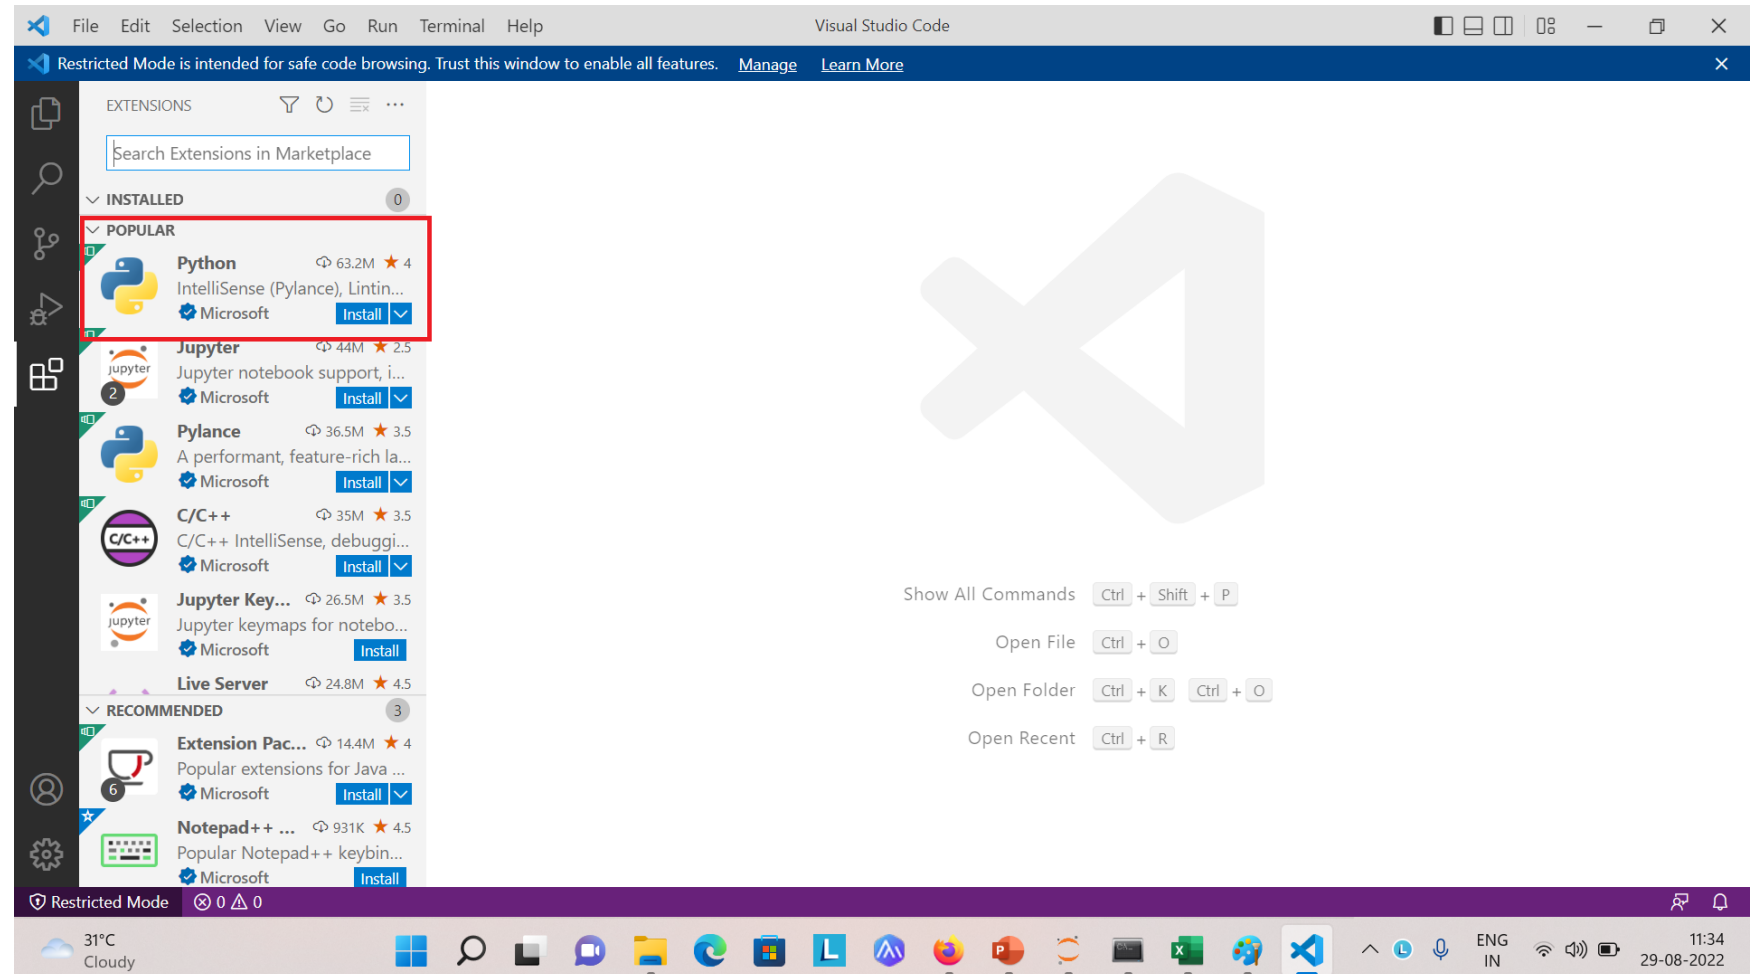 File Edit Selection View Go Run Terminal Help Visual Studio Code
Restricted Mode is intended for safe code browsing. Trust this window to enable all features. Manage Learn More
EXTENSIONS
Search Extensions in Marketplace
INSTALLED 0
POPULAR
Python 63.2M 4
IntelliSense (Pylance), Lintin...
Microsoft Install
Jupyter 44M 2.5
Jupyter notebook support, i...
Microsoft Install
jupyter
2
Pylance 36.5M 3.5
A performant, feature-rich la...
Microsoft Install
C/C++ 35M 3.5
C/C++ IntelliSense, debuggi...
Microsoft Install
C/C++
Jupyter Key... 26.5M 3.5
Jupyter keymaps for notebo...
Microsoft Install
jupyter
Live Server 24.8M 4.5
RECOMMENDED 3
Extension Pac... 14.4M 4
Popular extensions for Java ...
Microsoft Install
6
Notepad++ ... 931K 4.5
Popular Notepad++ keybin...
Microsoft Install
Show All Commands Ctrl + Shift + P
Open File Ctrl + O
Open Folder Ctrl + K Ctrl + O
Open Recent Ctrl + R
Restricted Mode 0 0
31°C
Cloudy
L
P
L
ENG
IN
11:34
29-08-2022